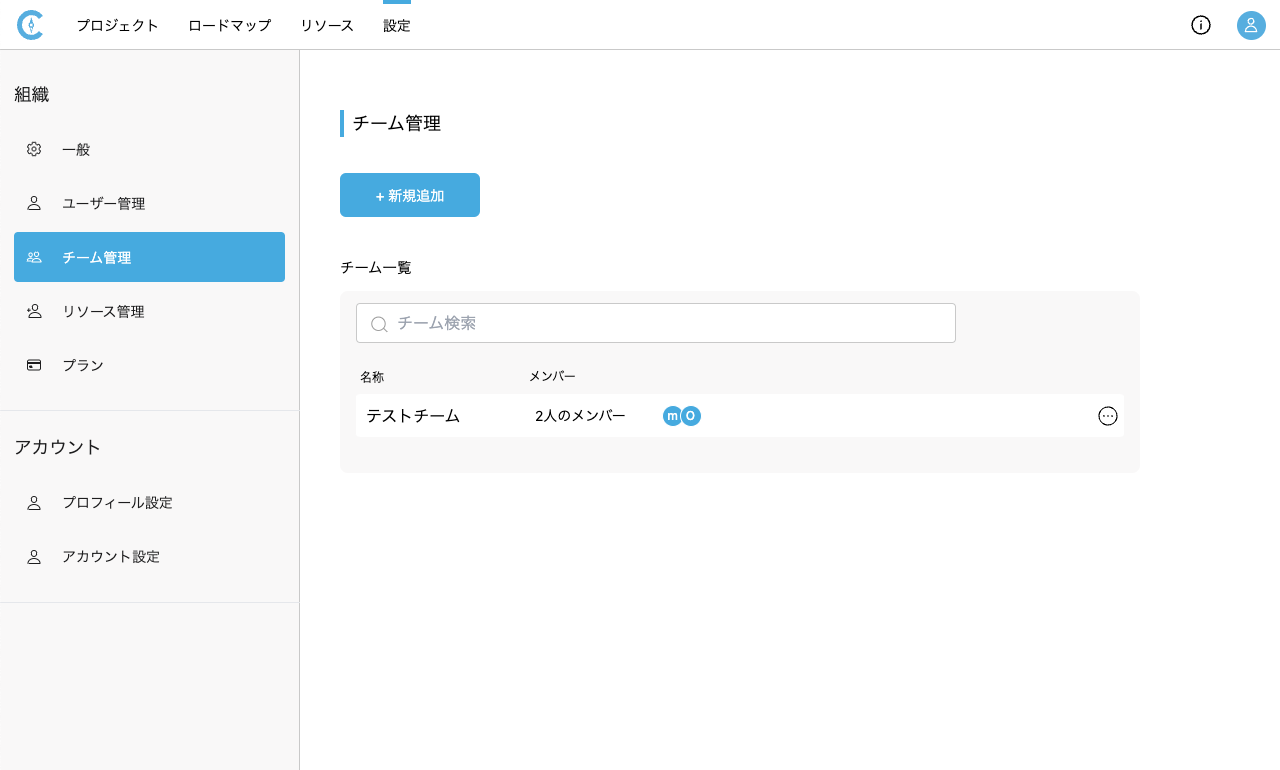 プロジェクト ロードマップ リソース 設定
組織
一般
ユーザー管理
チーム管理
リソース管理
プラン
アカウント
プロフィール設定
アカウント設定
チーム管理
+ 新規追加
チーム一覧
チーム検索
名称 メンバー
テストチーム 2人のメンバー m O